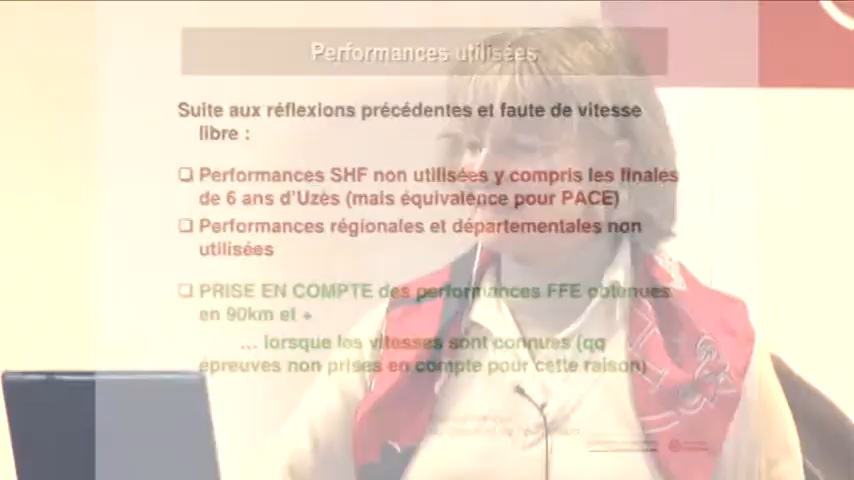 Performances utilisées
Suite aux réflexions précédentes et faute de vitesse
libre :
❑ Performances SHF non utilisées y compris les finales
de 6 ans d'Uzès (mais équivalence pour PACE)
❑ Performances régionales et départementales non
utilisées
❑ PRISE EN COMPTE des performances FFE obtenues
en 90km et +
... lorsque les vitesses sont connues (qq
épreuves non prises en compte pour cette raison)